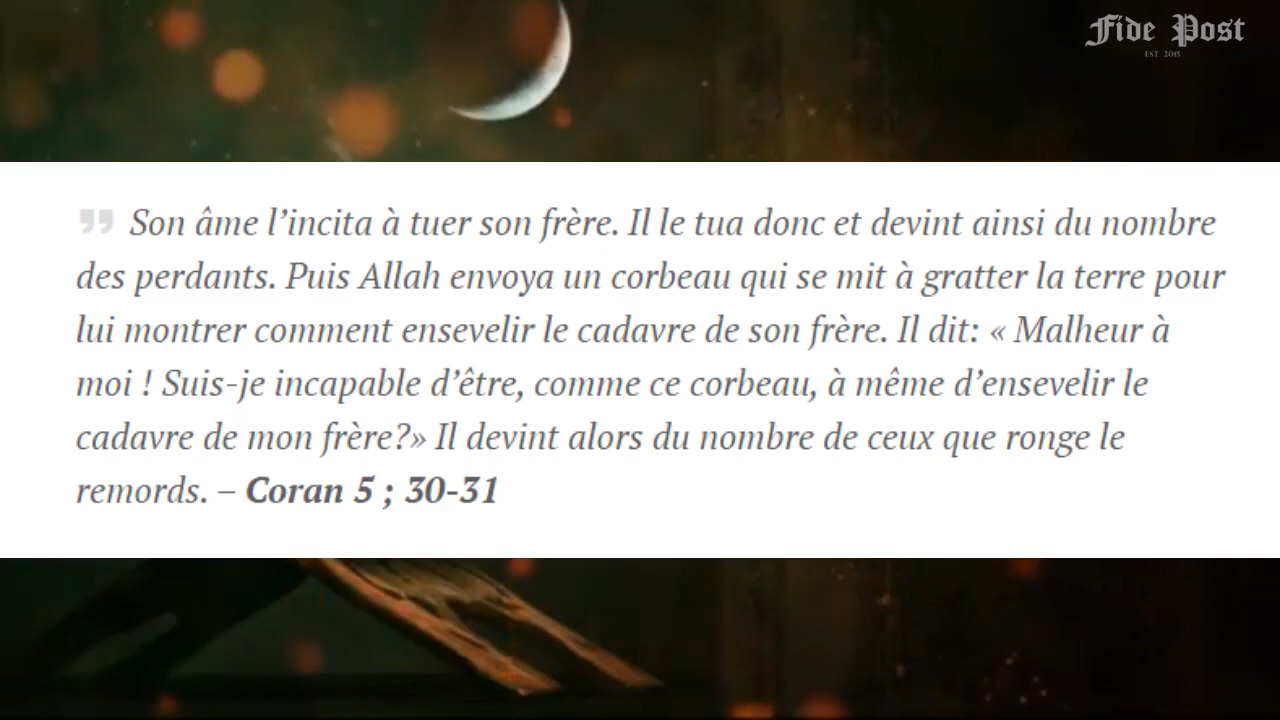 Fide Post
EST. 2015
” Son âme l’incita à tuer son frère. Il le tua donc et devint ainsi du nombre
des perdants. Puis Allah envoya un corbeau qui se mit à gratter la terre pour
lui montrer comment ensevelir le cadavre de son frère. Il dit: « Malheur à
moi ! Suis-je incapable d’être, comme ce corbeau, à même d’ensevelir le
cadavre de mon frère?» Il devint alors du nombre de ceux que ronge le
remords. – Coran 5 ; 30-31